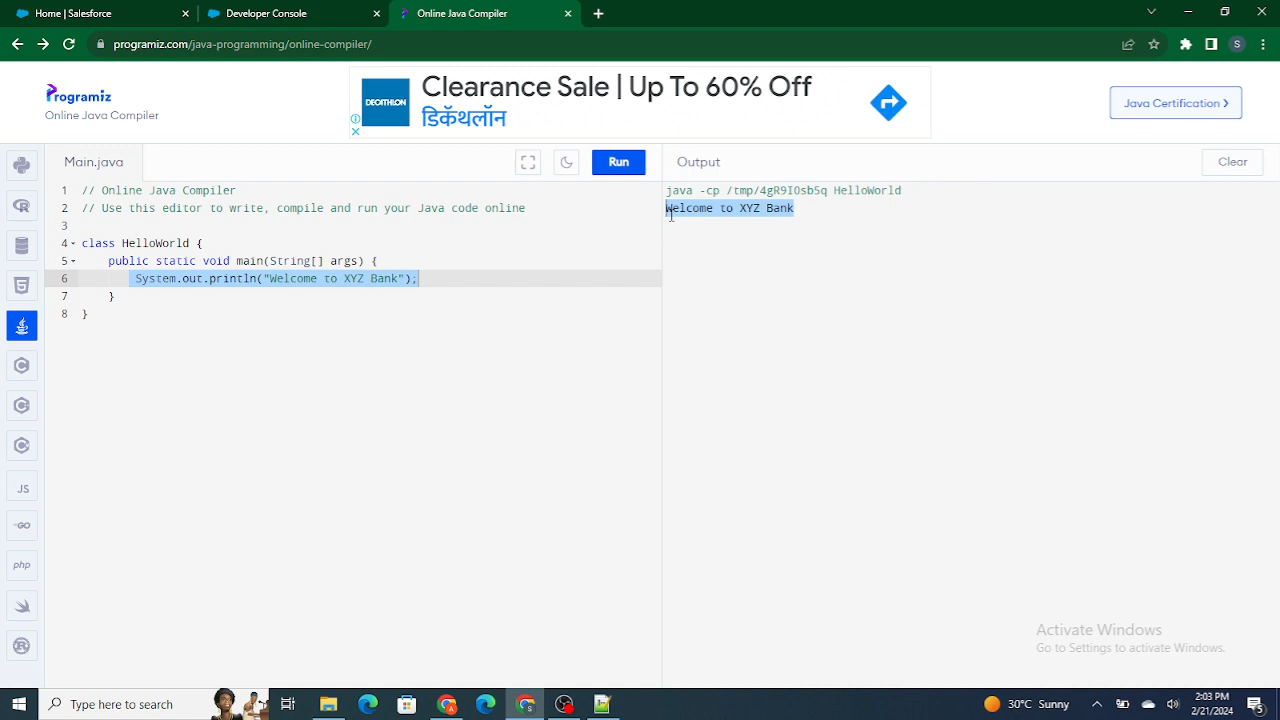 Home | Salesforce
Developer Console
Online Java Compiler
programiz.com/java-programming/online-compiler/
S
Programiz
Online Java Compiler
DECATHLON
Clearance Sale | Up To 60% Off
डिकॅथलॉन
Java Certification
Main.java
Run
Output
Clear
1 // Online Java Compiler
2 // Use this editor to write, compile and run your Java code online
3
4 class HelloWorld {
5 public static void main(String[] args) {
6 System.out.println("Welcome to XYZ Bank");
7 }
8 }
java -cp /tmp/4gR9IOsb5q HelloWorld
Welcome to XYZ Bank
JS
GO
php
Activate Windows
Go to Settings to activate Windows.
Type here to search
30°C Sunny
2:03 PM
2/21/2024
5